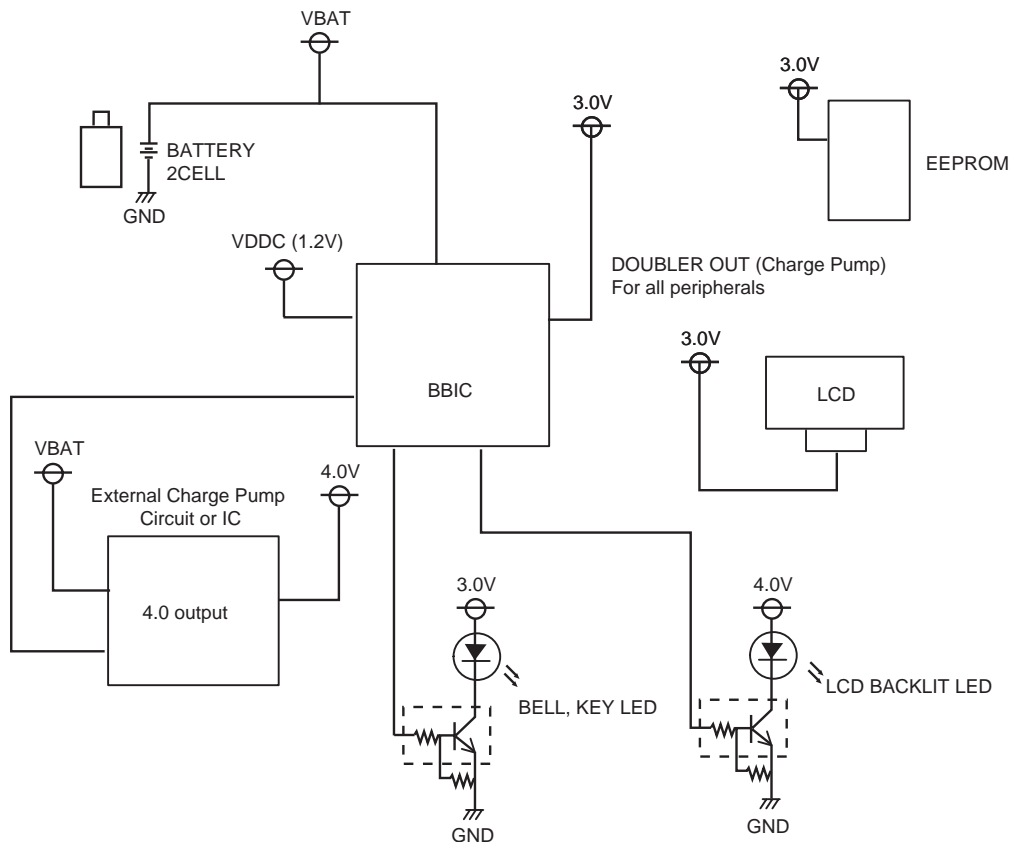 VBAT
3.0V
3.0V
BATTERY
2CELL
EEPROM
GND
VDDC (1.2V)
DOUBLER OUT (Charge Pump)
For all peripherals
3.0V
BBIC
LCD
VBAT
4.0V
External Charge Pump
Circuit or IC
4.0 output
3.0V
4.0V
BELL, KEY LED
LCD BACKLIT LED
GND
GND